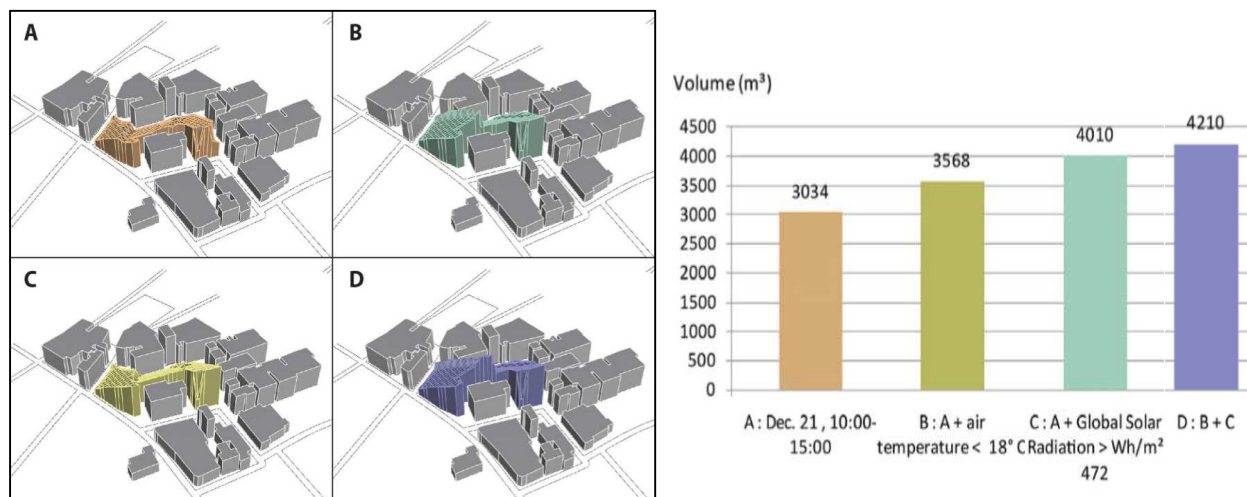 A
B
C
D
Volume (m³)
4500
4000
3500
3000
2500
2000
1500
1000
500
0
3034
3568
4010
4210
A : Dec. 21 , 10:00-
15:00
B : A + air
temperature < 18° C
C : A + Global Solar
Radiation > Wh/m²
472
D : B + C